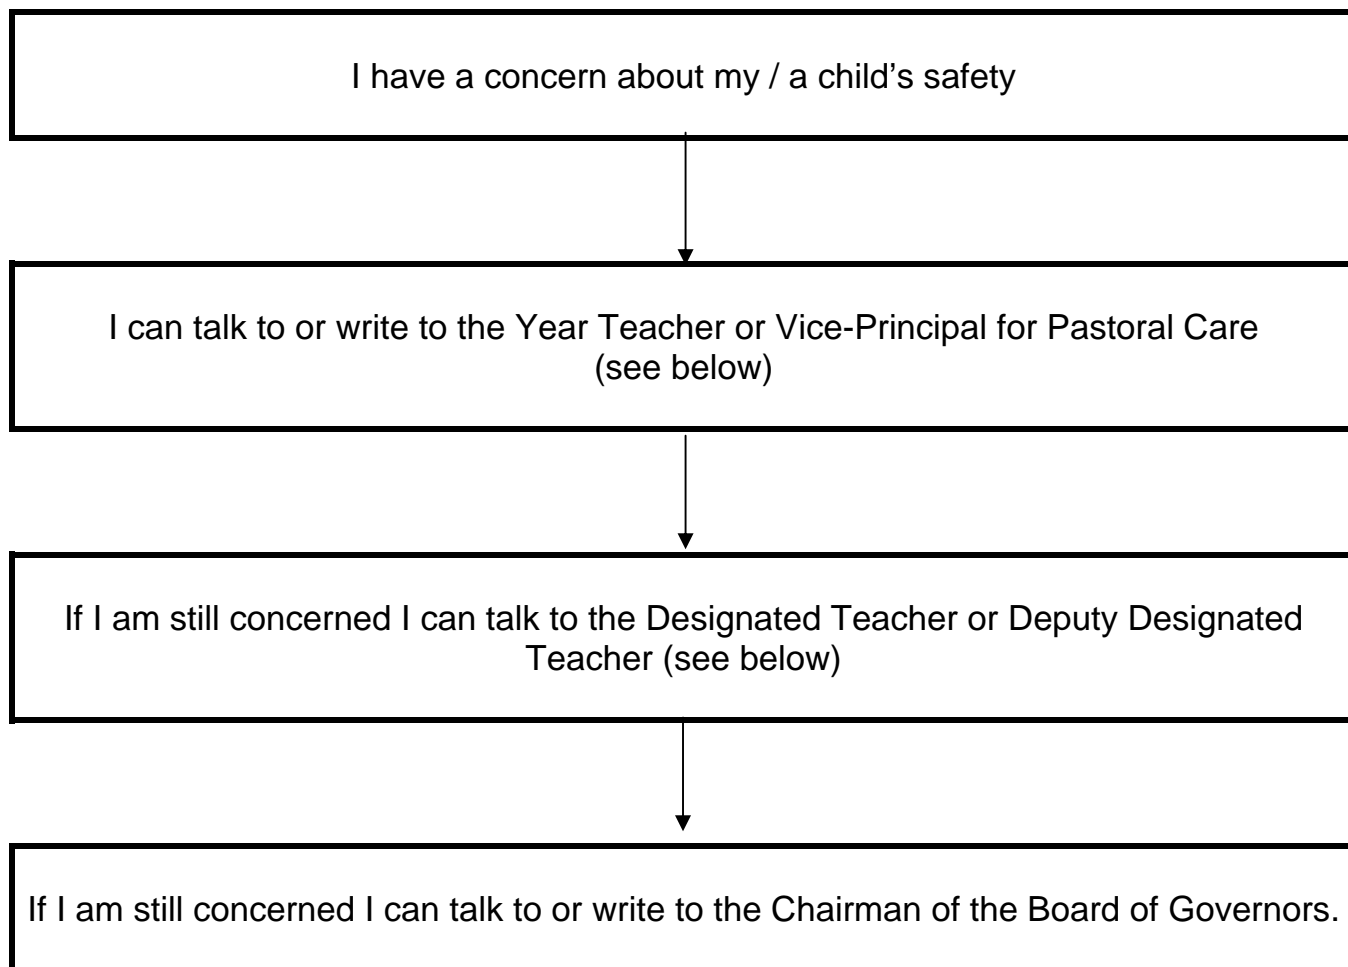 I have a concern about my / a child’s safety
I can talk to or write to the Year Teacher or Vice-Principal for Pastoral Care
(see below)
If I am still concerned I can talk to the Designated Teacher or Deputy Designated
Teacher (see below)
If I am still concerned I can talk to or write to the Chairman of the Board of Governors.